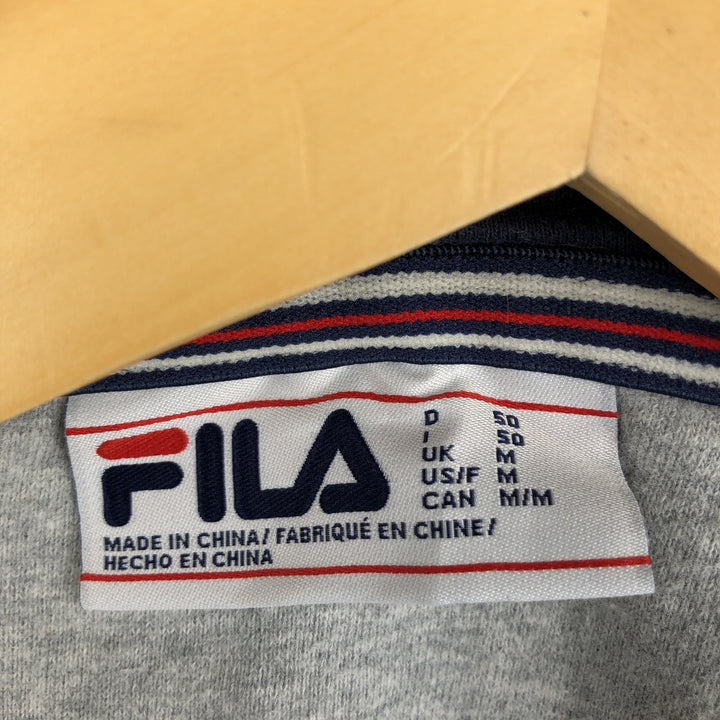 FILA
D 50
I 50
UK M
US/F M
CAN M/M
MADE IN CHINA/ FABRIQUÉ EN CHINE/
HECHO EN CHINA